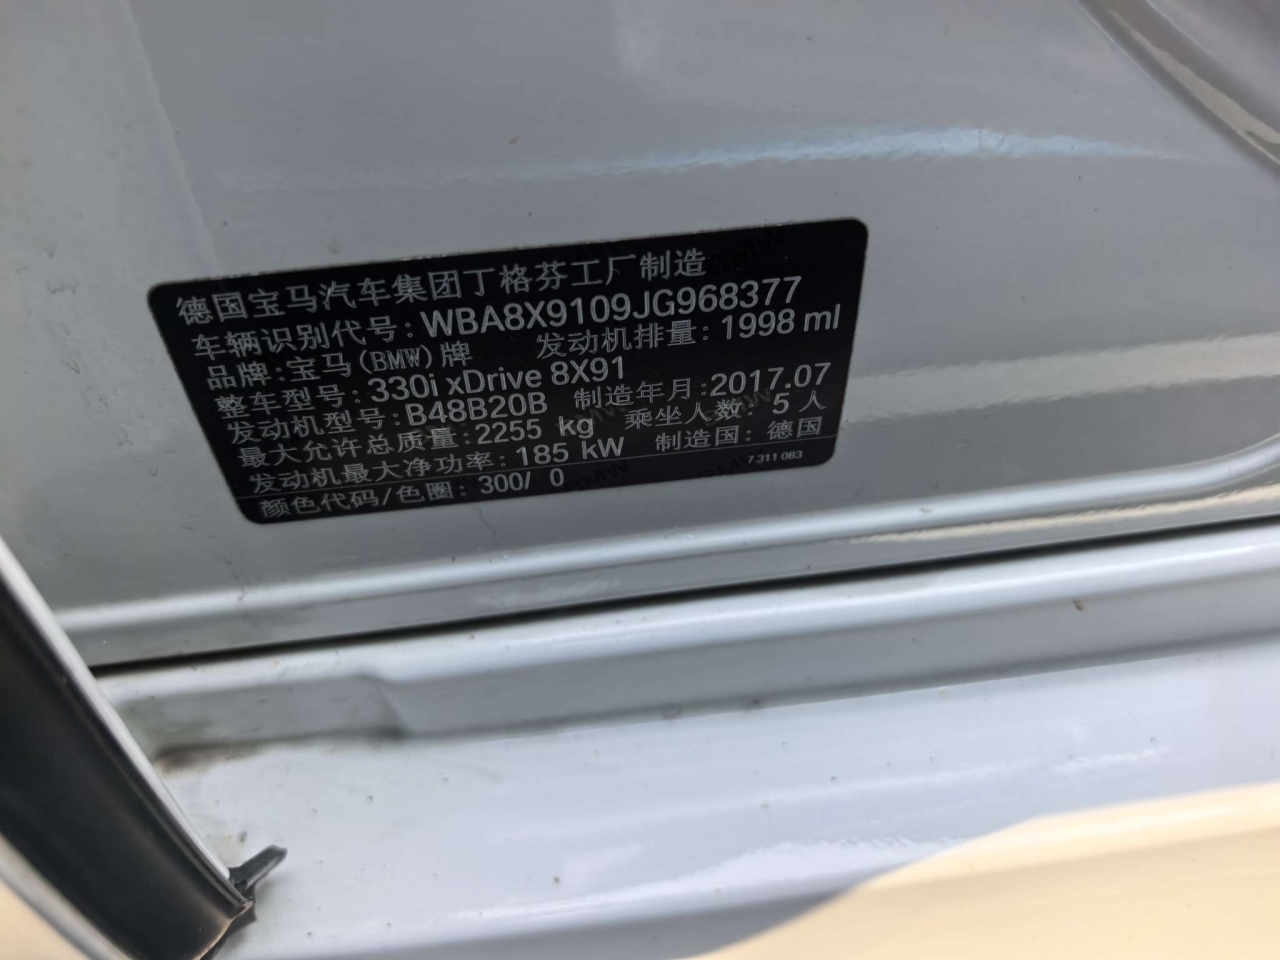 德国宝马汽车集团丁格芬工厂制造
车辆识别代号: WBA8X9109JG968377
品牌:宝马(BMW)牌 发动机排量: 1998 ml
整车型号: 330i xDrive 8X91
发动机型号: B48B20B 制造年月:2017.07
最大允许总质量:2255 kg 乘坐人数: 5 人
发动机最大净功率: 185 kW 制造国: 德国
颜色代码/色圈: 300/ 0 7 311 083